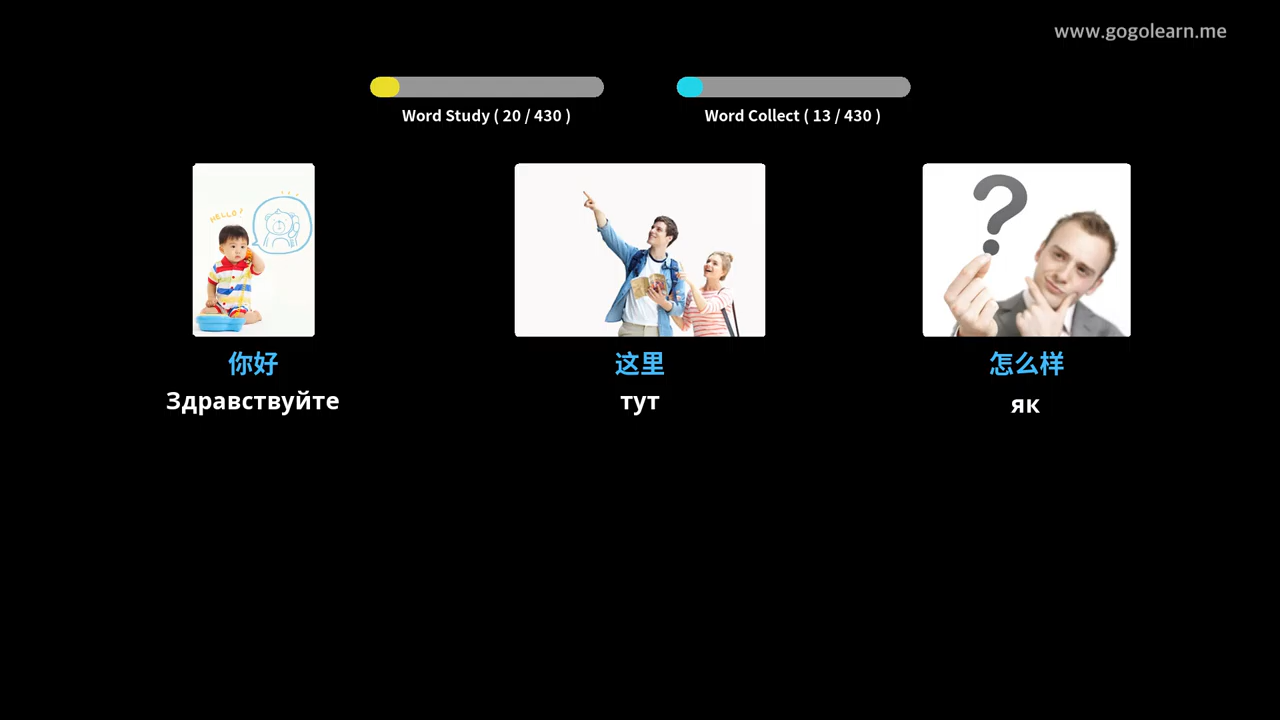 www.gogolearn.me
Word Study ( 20 / 430 )
Word Collect ( 13 / 430 )
HELLO?
你好
这里
怎么样
Здравствуйте
тут
як